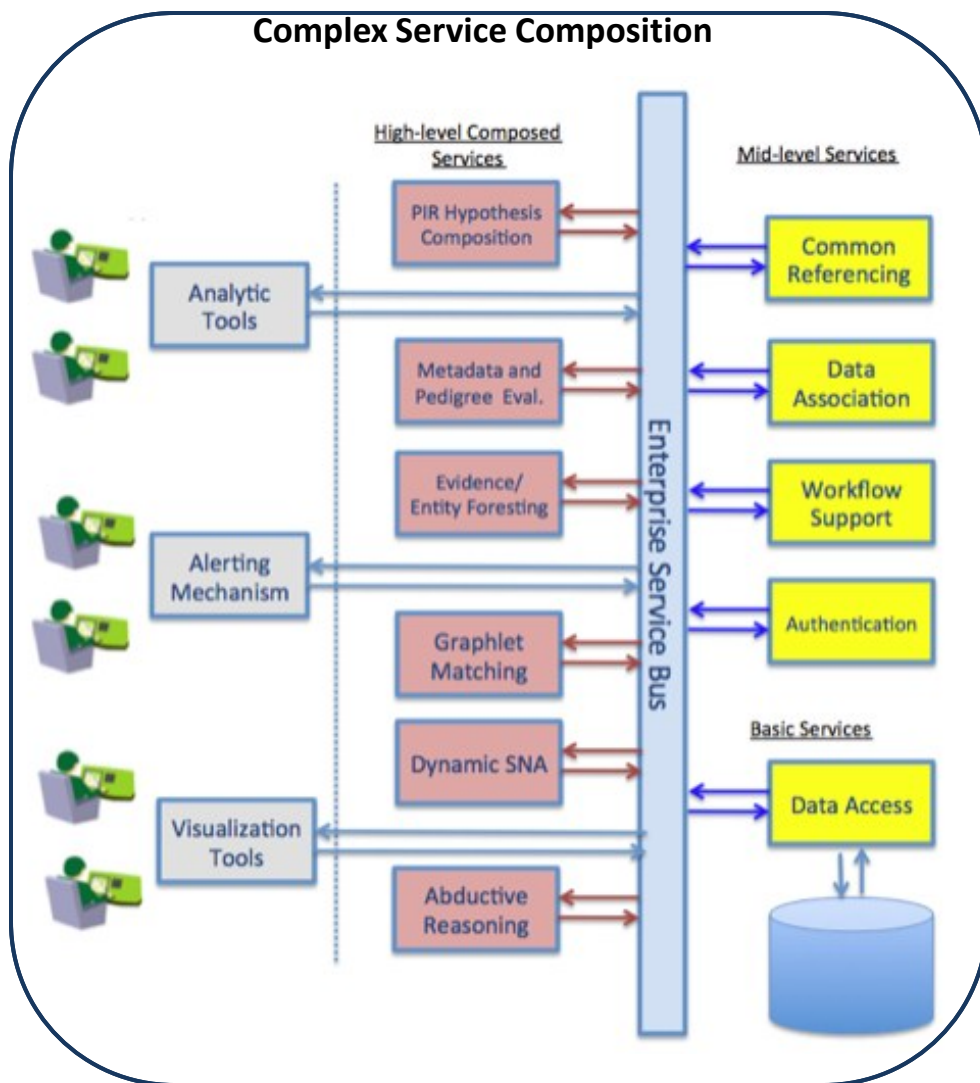 Complex Service Composition
High-level Composed
Services
Mid-level Services
PIR Hypothesis
Composition
Common
Referencing
Analytic
Tools
Metadata and
Pedigree Eval.
Data
Association
Enterprise Service Bus
Evidence/
Entity Foresting
Workflow
Support
Alerting
Mechanism
Authentication
Graphlet
Matching
Basic Services
Dynamic SNA
Data Access
Visualization
Tools
Abductive
Reasoning